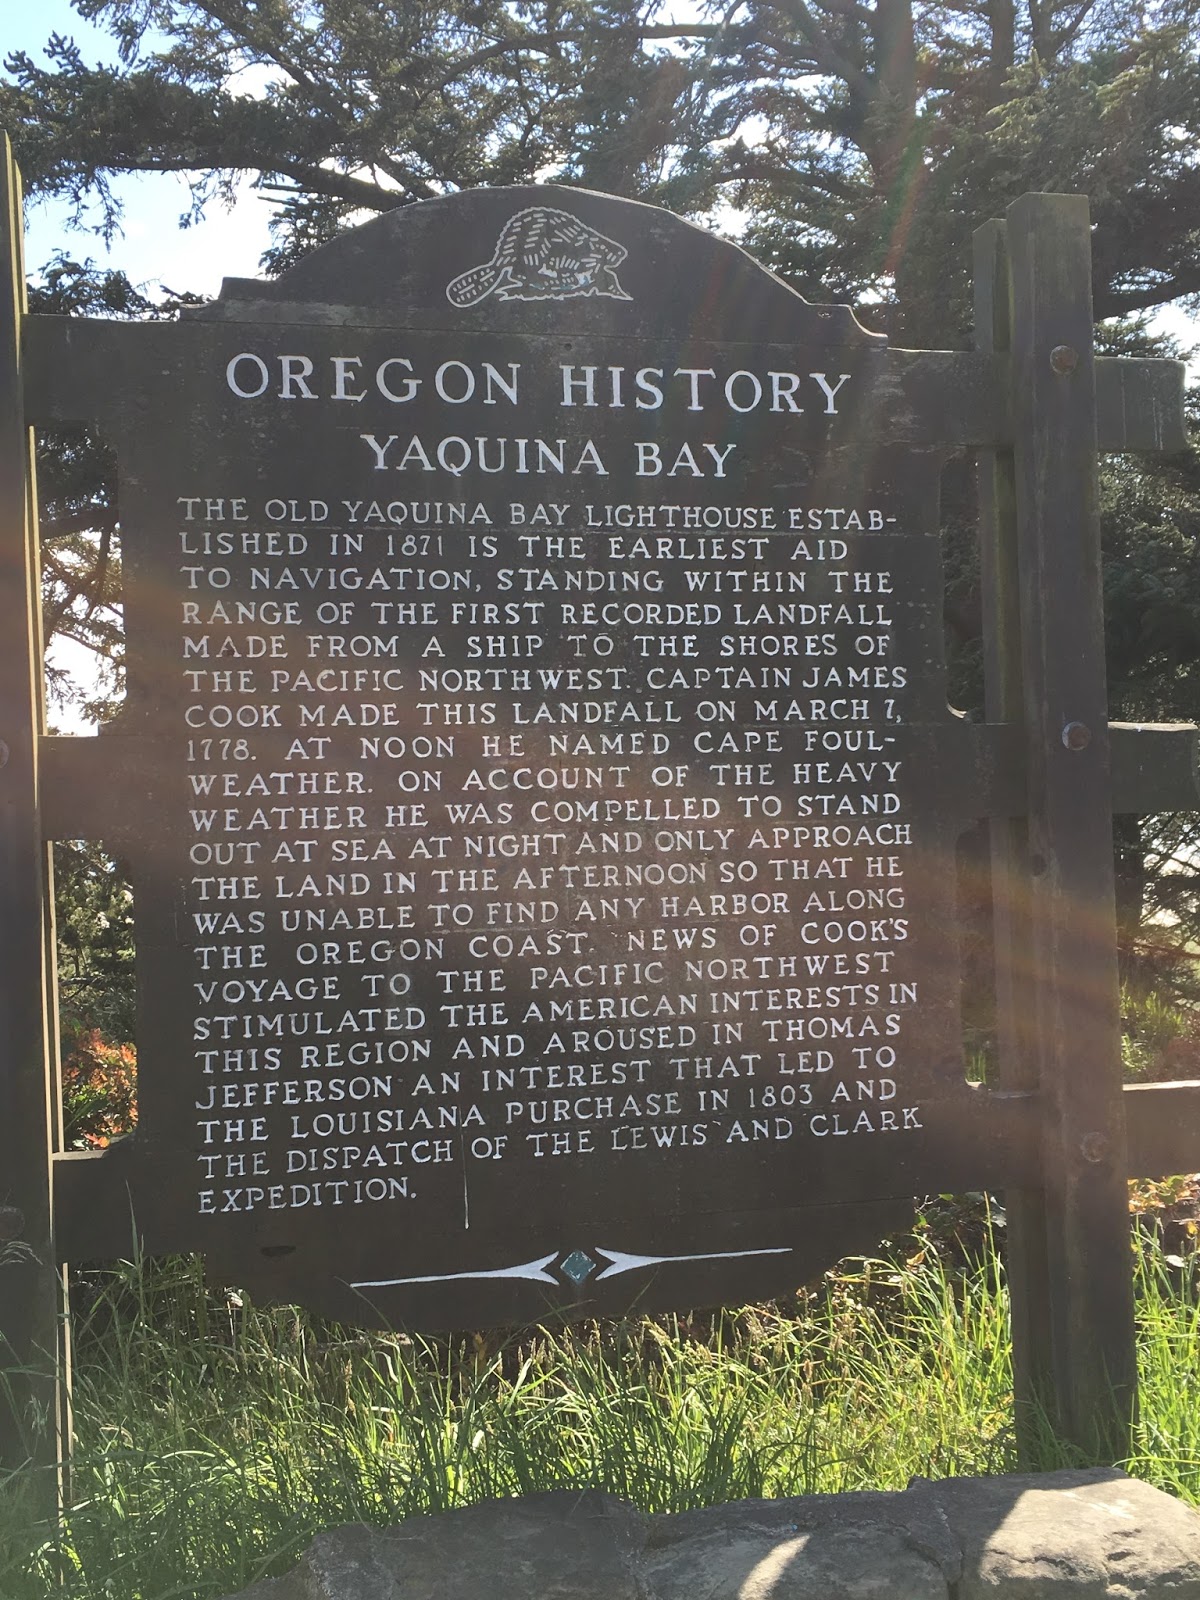 OREGON HISTORY
YAQUINA BAY
THE OLD YAQUINA BAY LIGHTHOUSE ESTAB-
LISHED IN 1871 IS THE EARLIEST AID
TO NAVIGATION, STANDING WITHIN THE
RANGE OF THE FIRST RECORDED LANDFALL
MADE FROM A SHIP TO THE SHORES OF
THE PACIFIC NORTHWEST. CAPTAIN JAMES
COOK MADE THIS LANDFALL ON MARCH 7,
1778. AT NOON HE NAMED CAPE FOUL-
WEATHER. ON ACCOUNT OF THE HEAVY
WEATHER HE WAS COMPELLED TO STAND
OUT AT SEA AT NIGHT AND ONLY APPROACH
THE LAND IN THE AFTERNOON SO THAT HE
WAS UNABLE TO FIND ANY HARBOR ALONG
THE OREGON COAST. NEWS OF COOK'S
VOYAGE TO THE PACIFIC NORTHWEST
STIMULATED THE AMERICAN INTERESTS IN
THIS REGION AND AROUSED IN THOMAS
JEFFERSON AN INTEREST THAT LED TO
THE LOUISIANA PURCHASE IN 1803 AND
THE DISPATCH OF THE LEWIS AND CLARK
EXPEDITION.